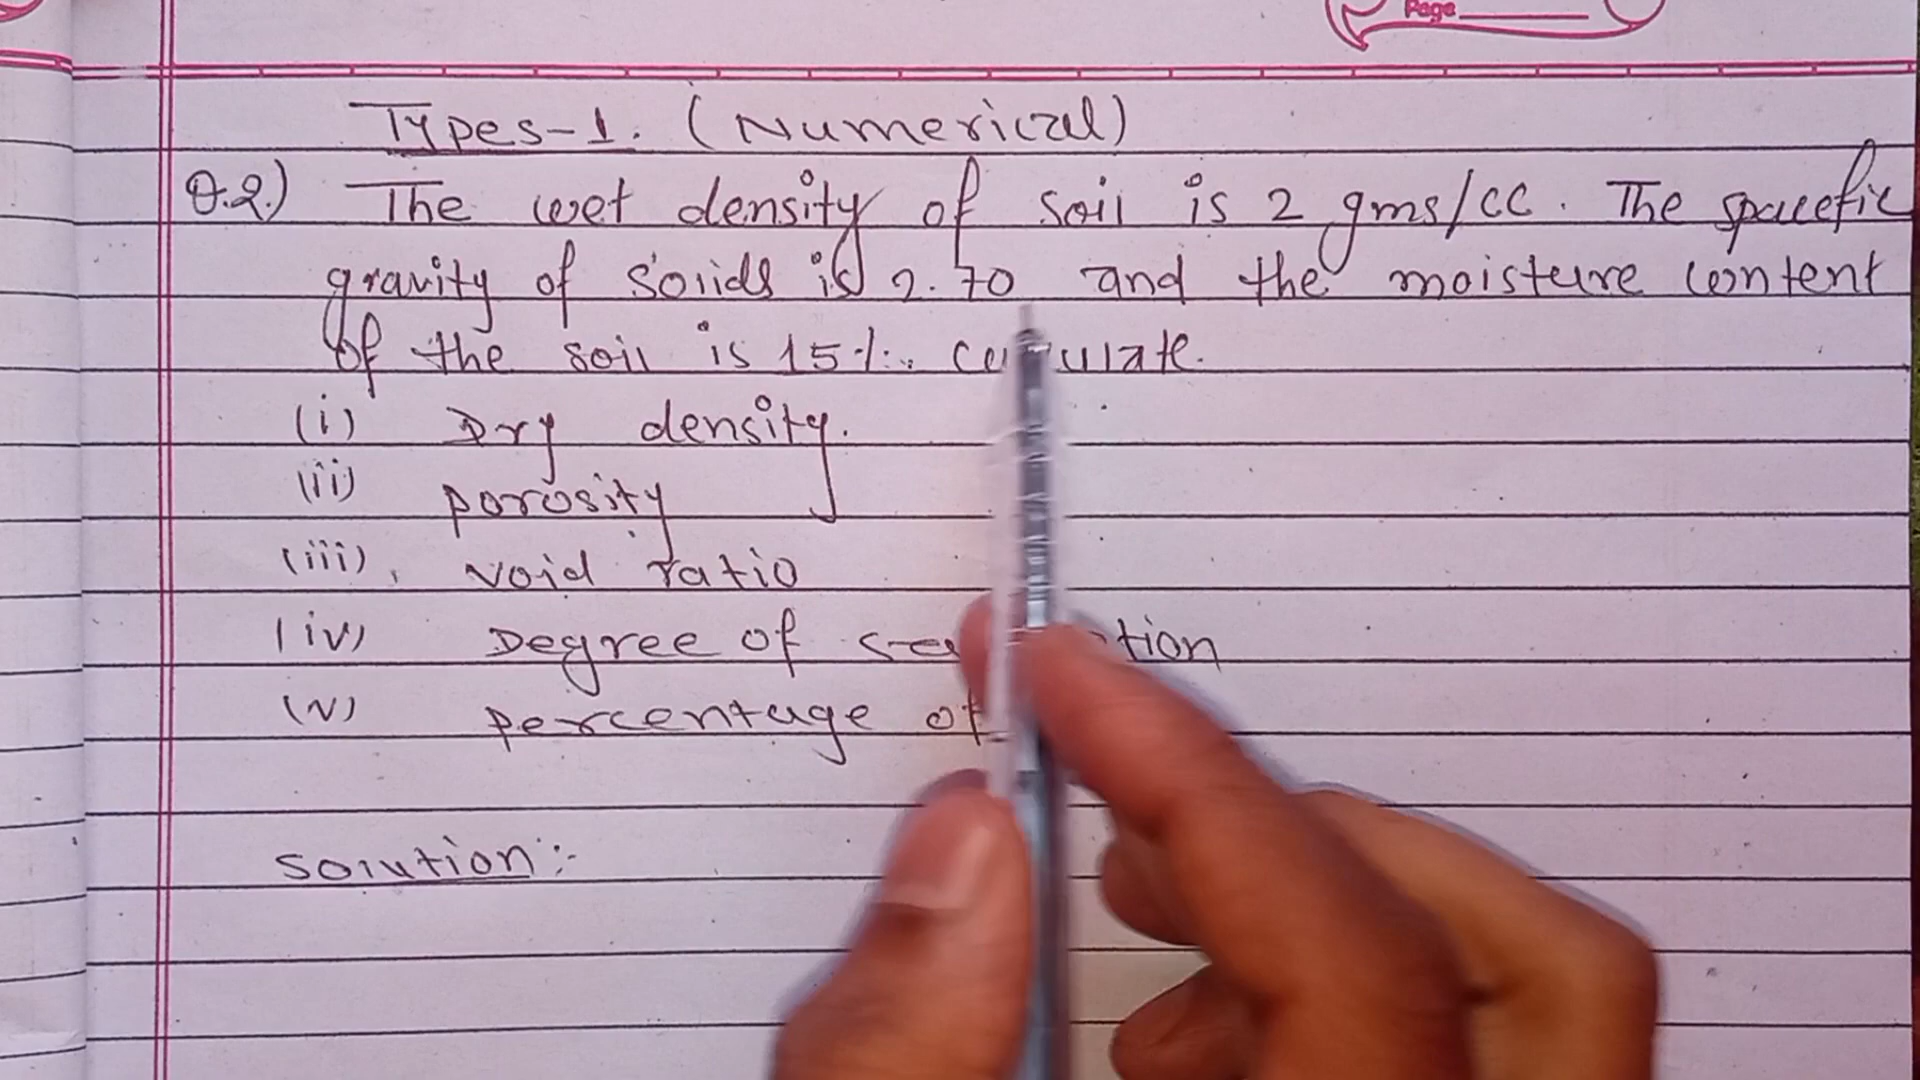 Page
Types-1. (Numerical)
Q.2.) The wet density of soil is 2 gms/cc. The spacefic
gravity of solids is 2.70 and the moisture content
of the soil is 15%.
(i) Dry density.
(ii) porosity
(iii), void ratio
(iv) Degree of
(v) percentage of
Solution:-